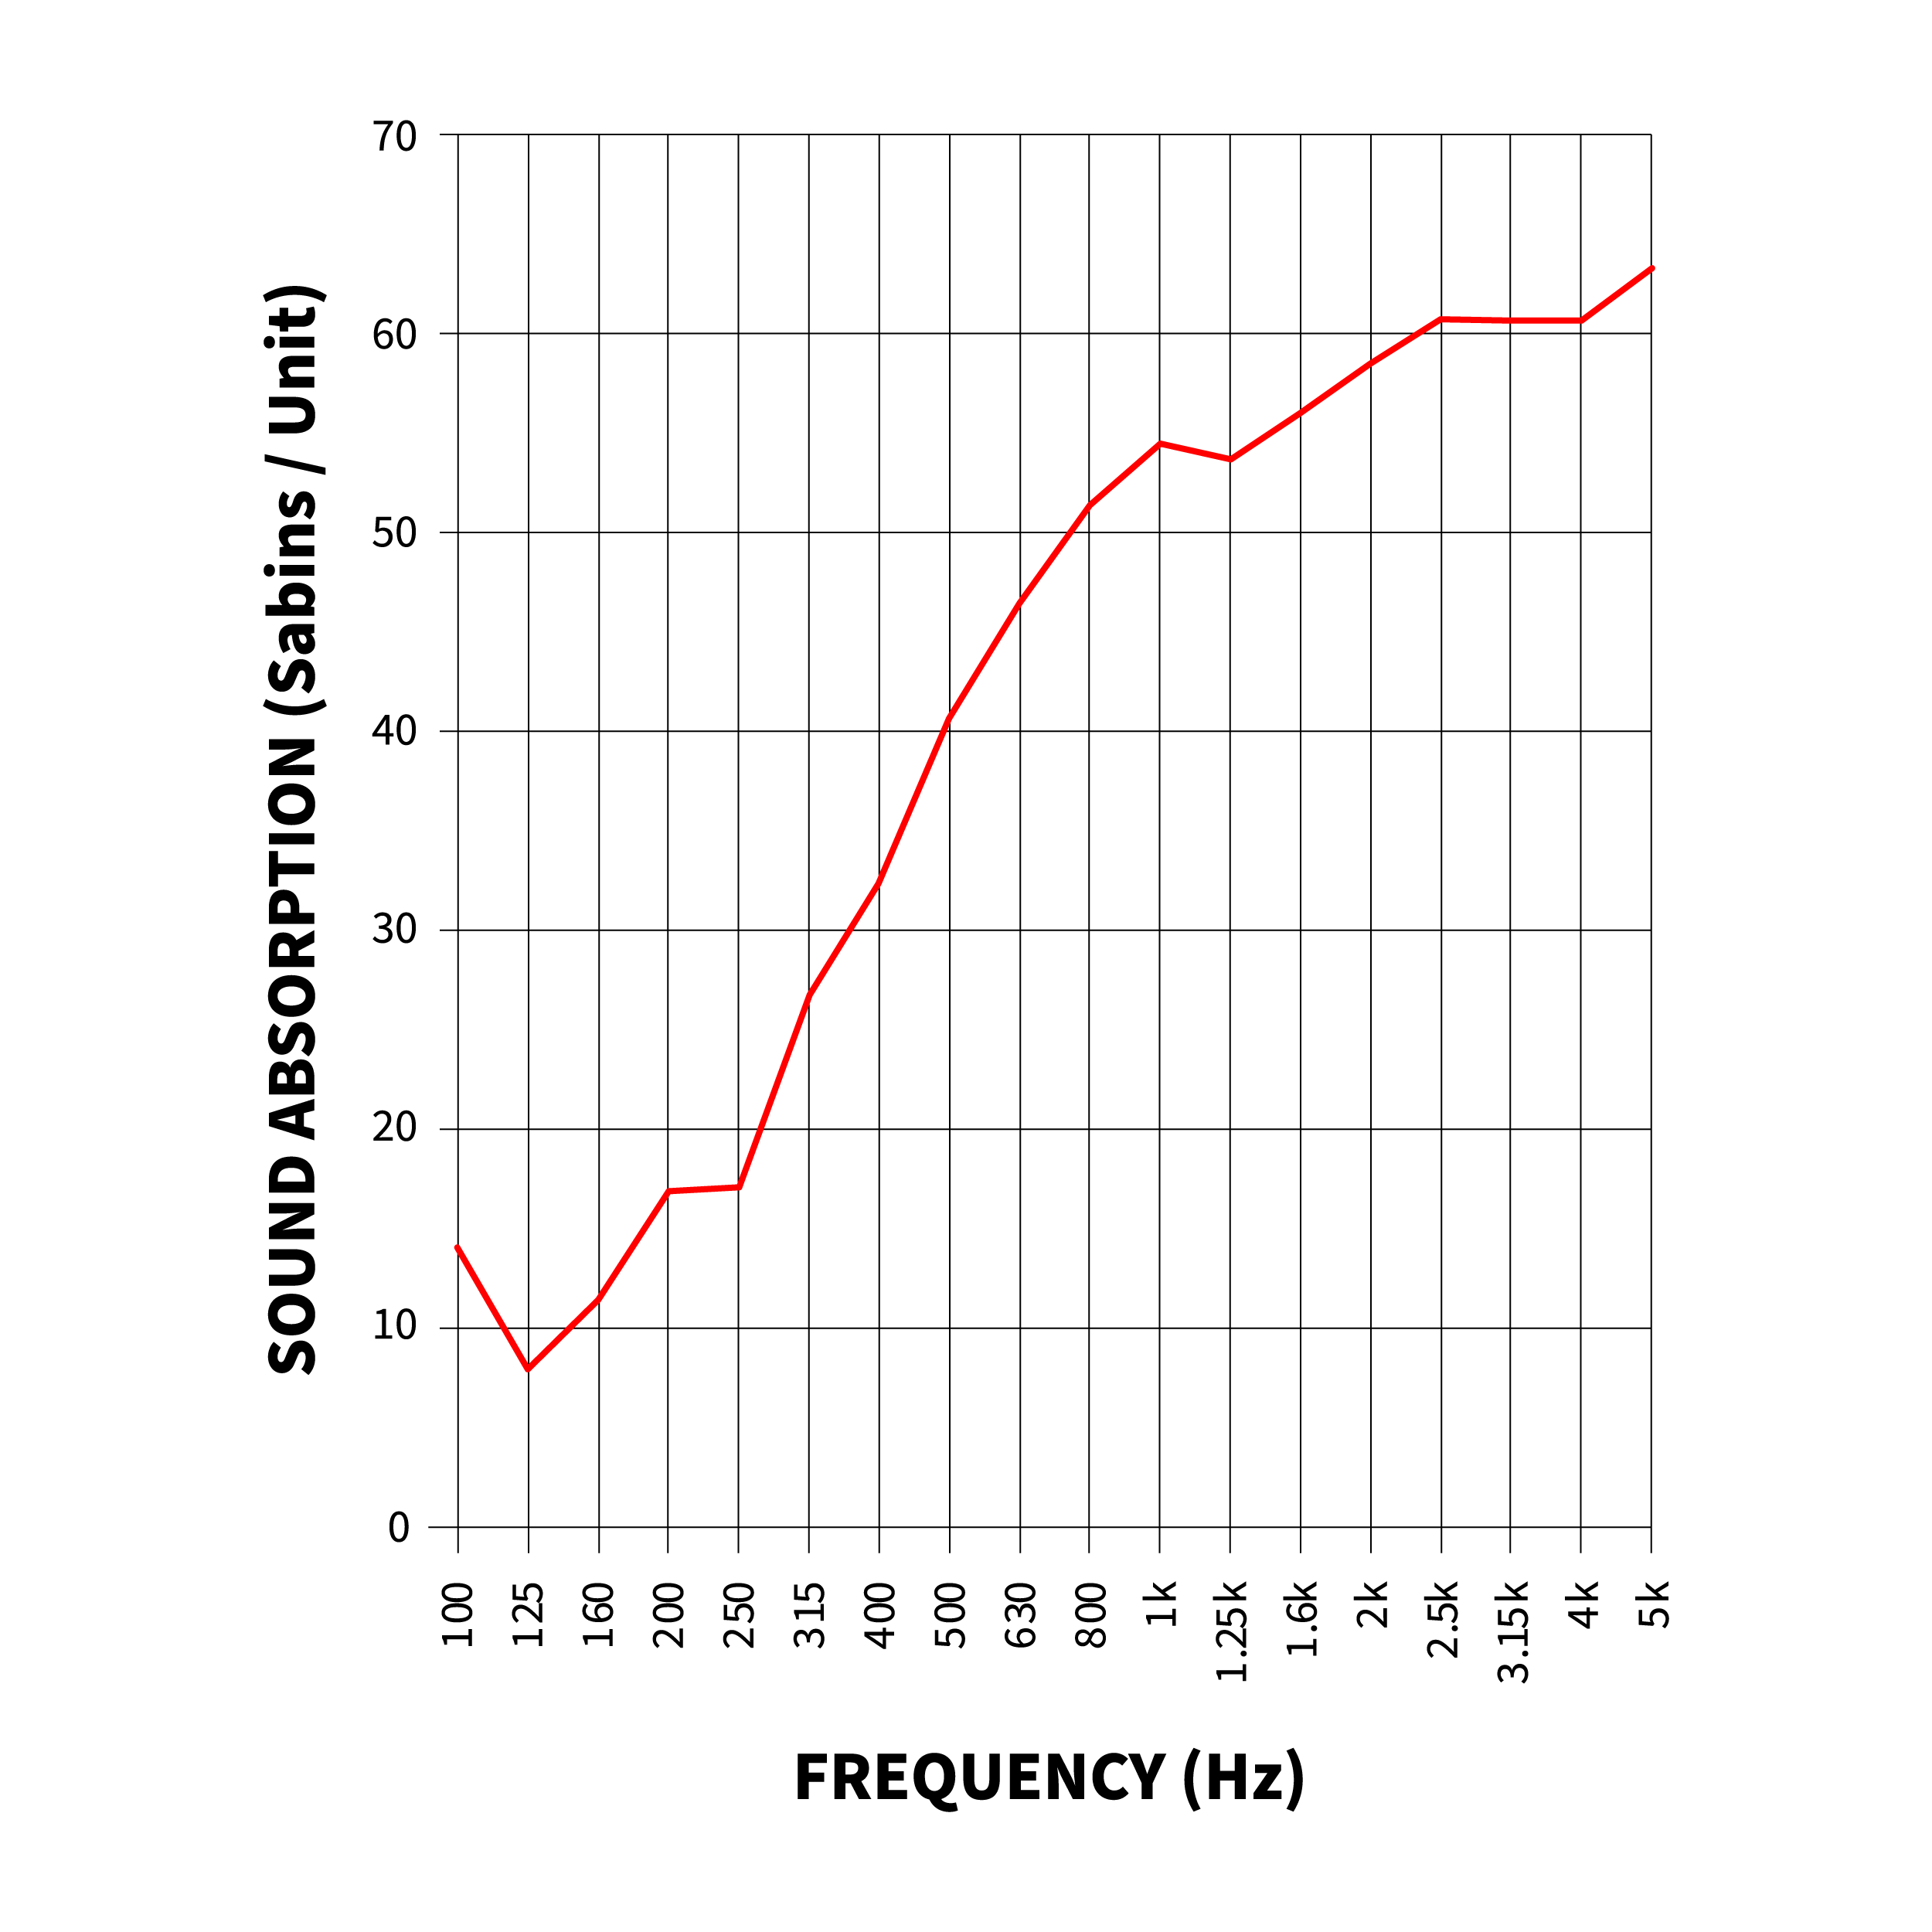 SOUND ABSORPTION (Sabins / Unit)
70
60
50
40
30
20
10
0
100
125
160
200
250
315
400
500
630
800
1k
1.25k
1.6k
2k
2.5k
3.15k
4k
5k
FREQUENCY (Hz)